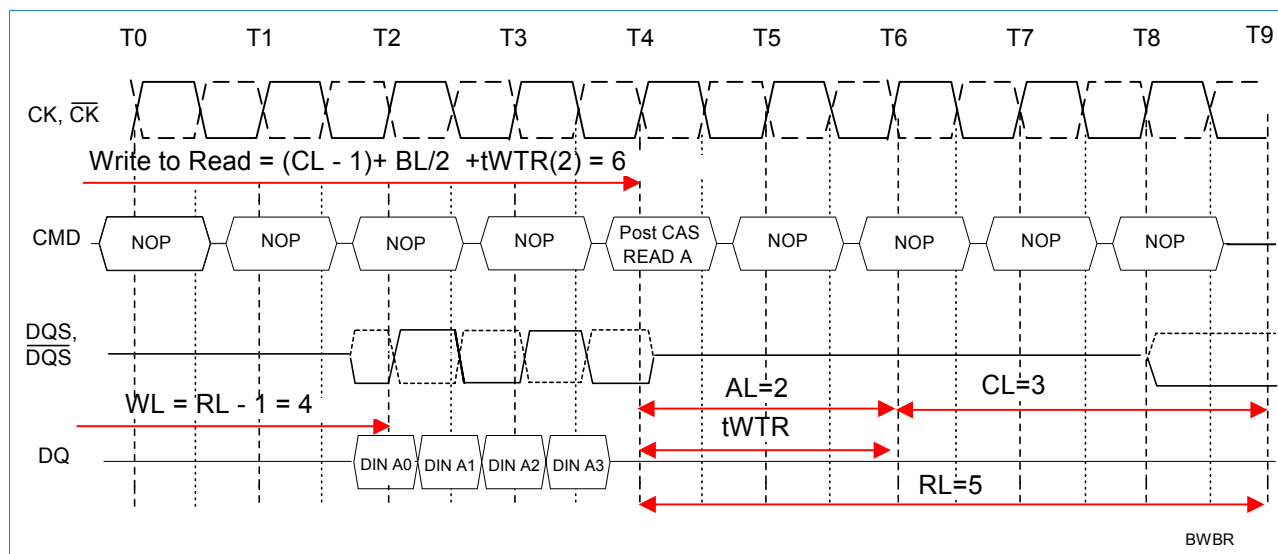 T0 T1 T2 T3 T4 T5 T6 T7 T8 T9
CK, CK
Write to Read = (CL - 1)+ BL/2 +tWTR(2) = 6
CMD NOP NOP NOP NOP Post CAS READ A NOP NOP NOP NOP
DQS,
DQS
AL=2 CL=3
WL = RL - 1 = 4
tWTR
DQ DIN A0 DIN A1 DIN A2 DIN A3
RL=5
BWBR